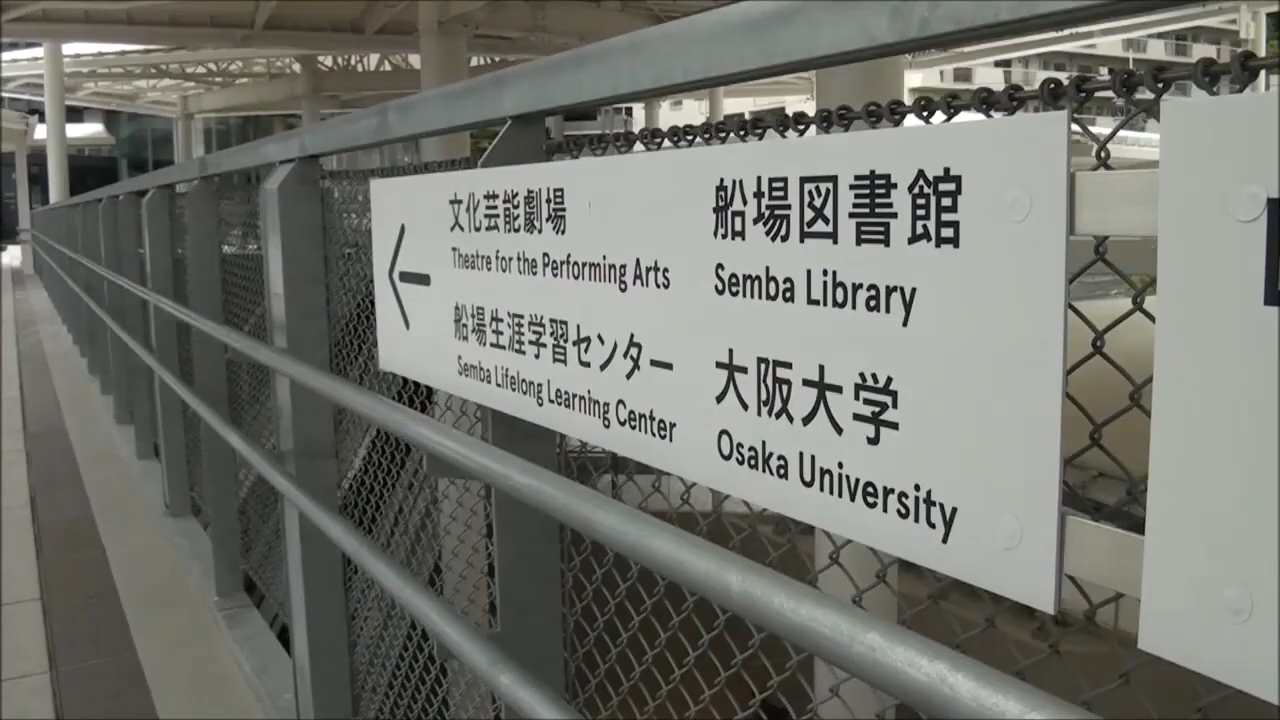 文化芸能劇場
Theatre for the Performing Arts
船場生涯学習センター
Semba Lifelong Learning Center
船場図書館
Semba Library
大阪大学
Osaka University